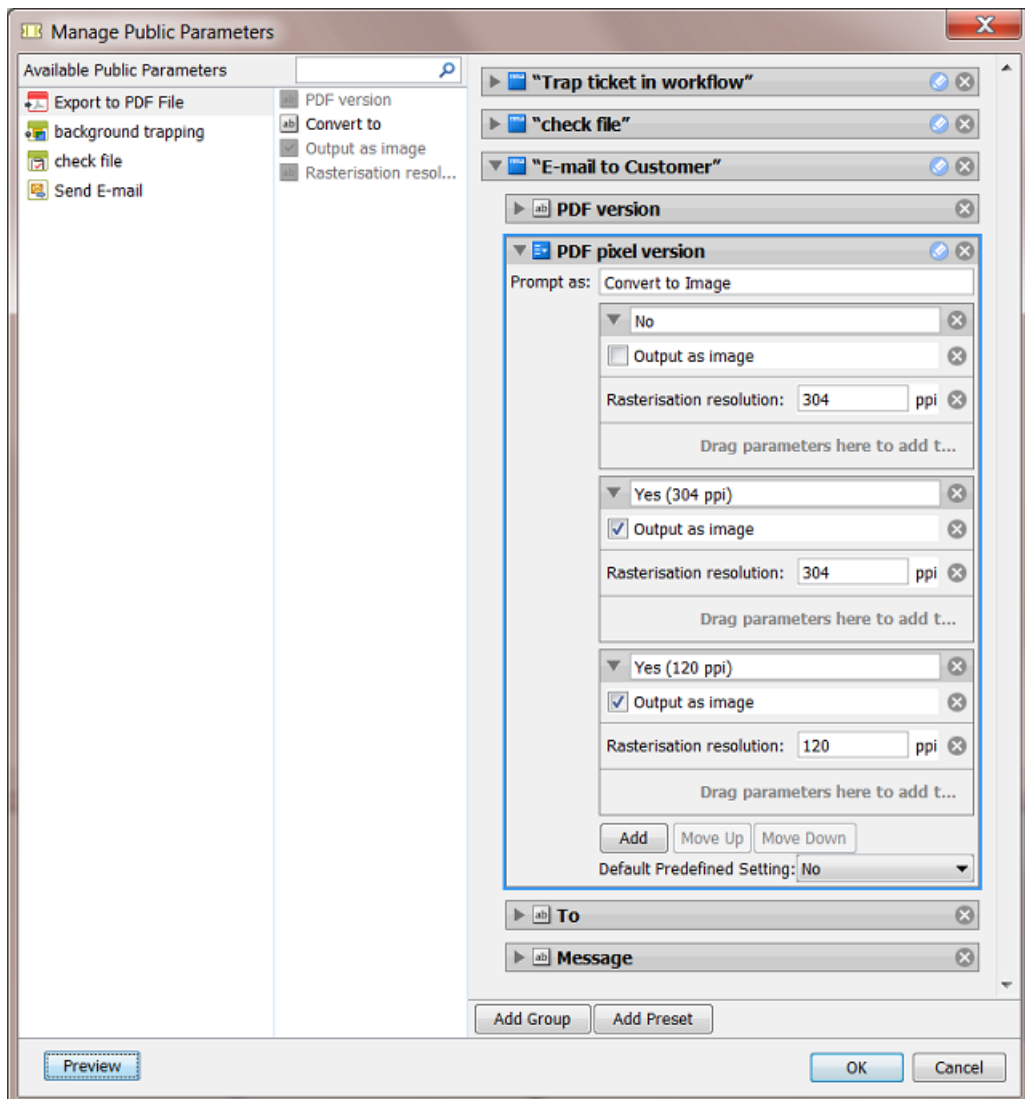 Manage Public Parameters
Available Public Parameters
Export to PDF File
background trapping
check file
Send E-mail
PDF version
Convert to
Output as image
Rasterisation resol...
"Trap ticket in workflow"
"check file"
"E-mail to Customer"
PDF version
PDF pixel version
Prompt as: Convert to Image
No
Output as image
Rasterisation resolution: 304 ppi
Drag parameters here to add t...
Yes (304 ppi)
Output as image
Rasterisation resolution: 304 ppi
Drag parameters here to add t...
Yes (120 ppi)
Output as image
Rasterisation resolution: 120 ppi
Drag parameters here to add t...
Add Move Up Move Down
Default Predefined Setting: No
To
Message
Add Group Add Preset
Preview OK Cancel